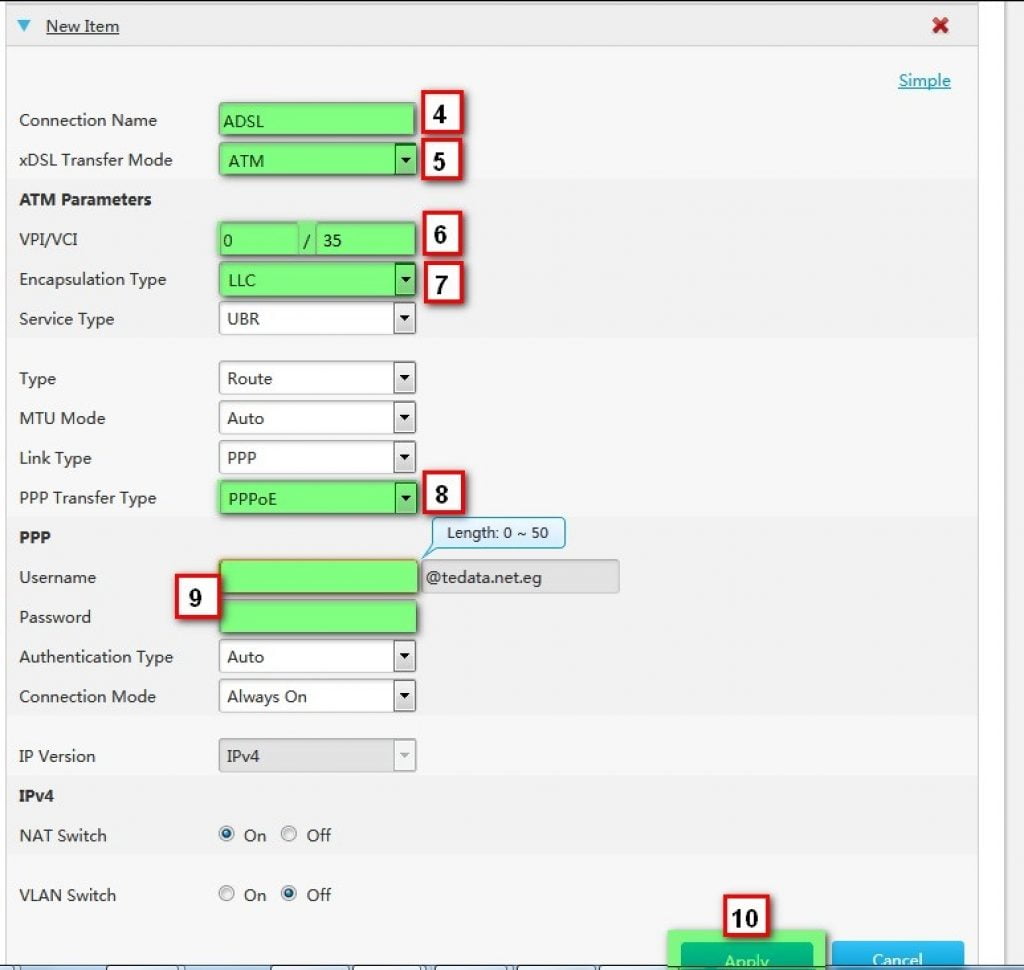 New Item
Simple
Connection Name ADSL 4
xDSL Transfer Mode ATM 5
ATM Parameters
VPI/VCI 0 / 35 6
Encapsulation Type LLC 7
Service Type UBR
Type Route
MTU Mode Auto
Link Type PPP
PPP Transfer Type PPPoE 8
PPP Length: 0 ~ 50
Username @tedata.net.eg
9
Password
Authentication Type Auto
Connection Mode Always On
IP Version IPv4
IPv4
NAT Switch On Off
VLAN Switch On Off
10
Apply Cancel